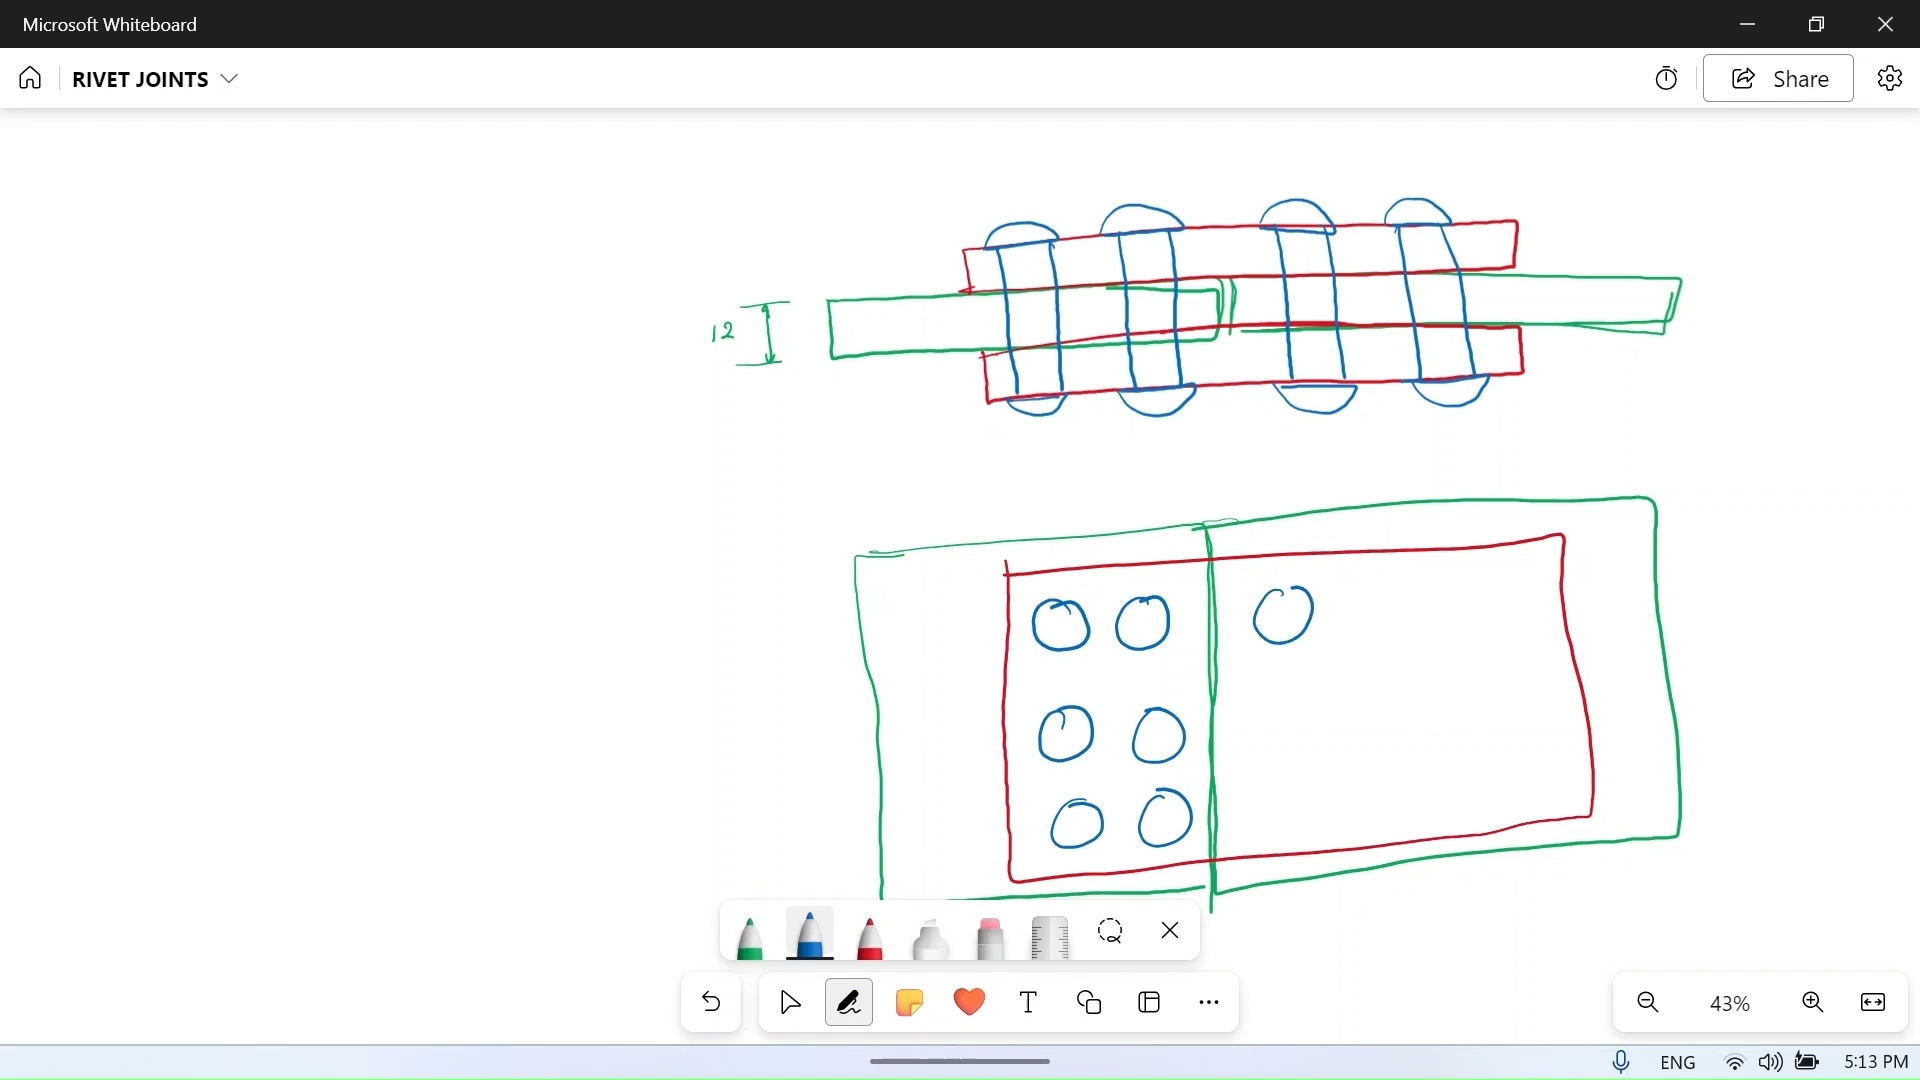 Microsoft Whiteboard
RIVET JOINTS
Share
12
T
43%
ENG
5:13 PM